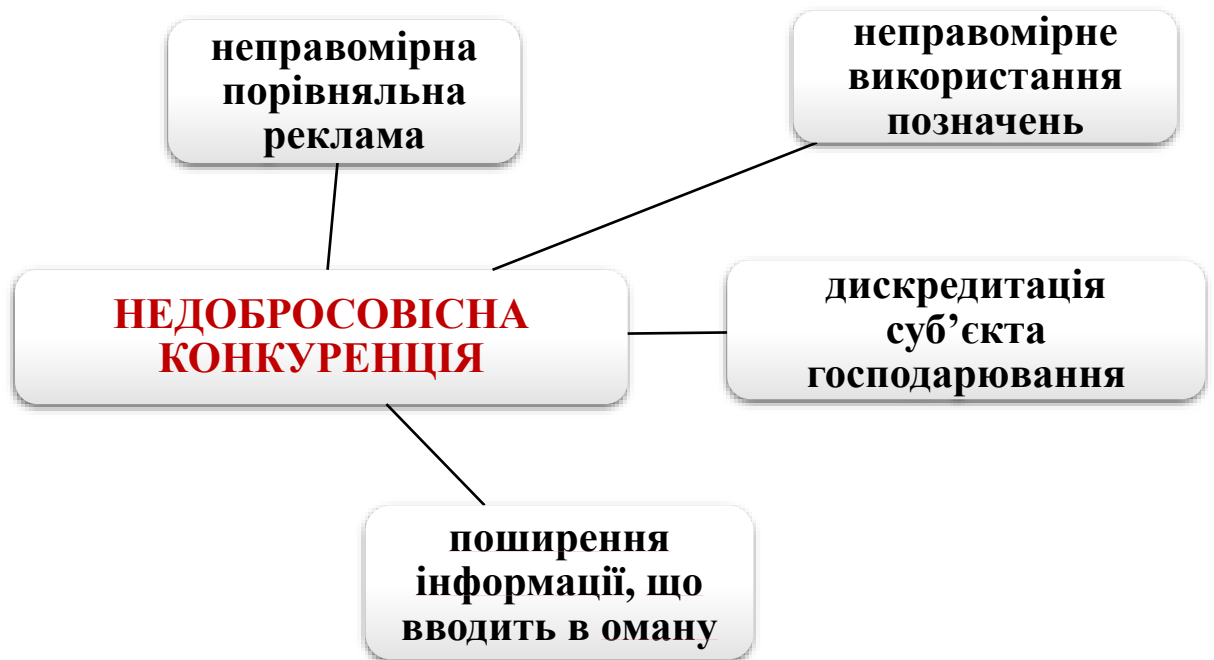 неправомірна
порівняльна
реклама
неправомірне
використання
позначень
НЕДОБРОСОВІСНА
КОНКУРЕНЦІЯ
дискредитація
суб’єкта
господарювання
поширення
інформації, що
вводить в оману